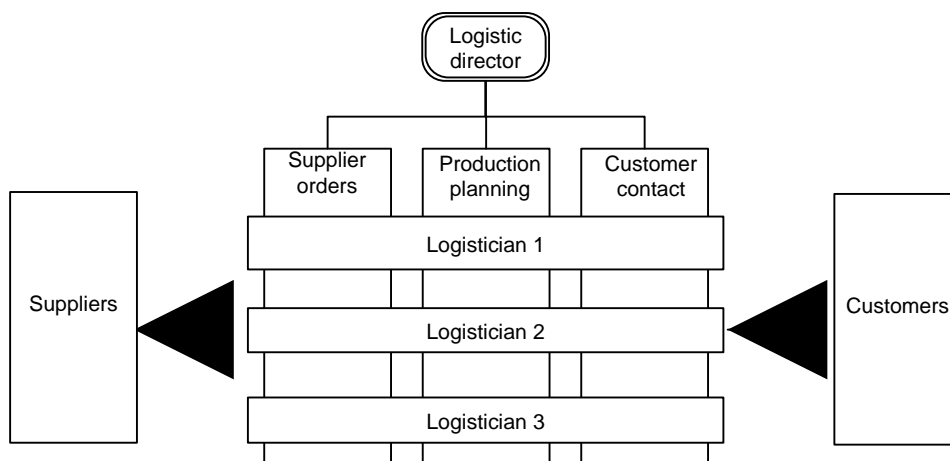 Logistic
director
Supplier
orders
Production
planning
Customer
contact
Logistician 1
Suppliers
Logistician 2
Customers
Logistician 3